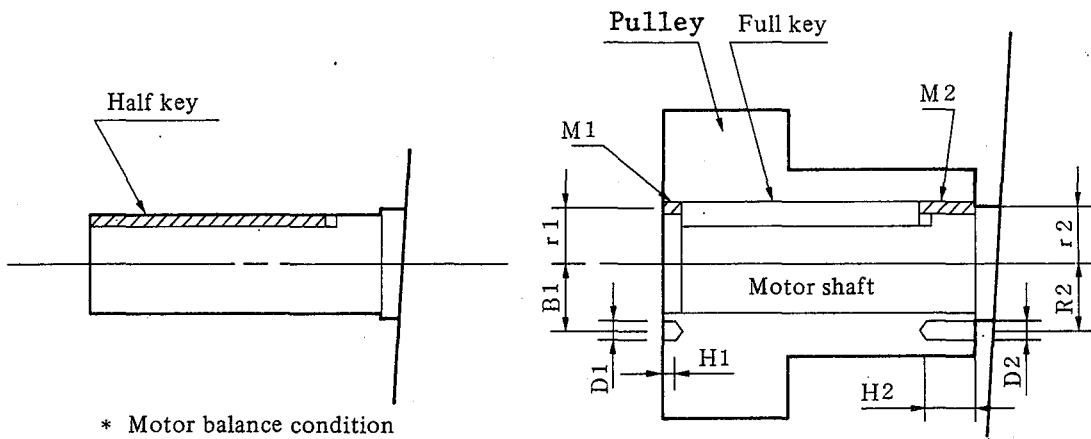 Pulley
Full key
Half key
M1
M2
r1
B1
D1
H1
Motor shaft
H2
r2
R2
D2
* Motor balance condition